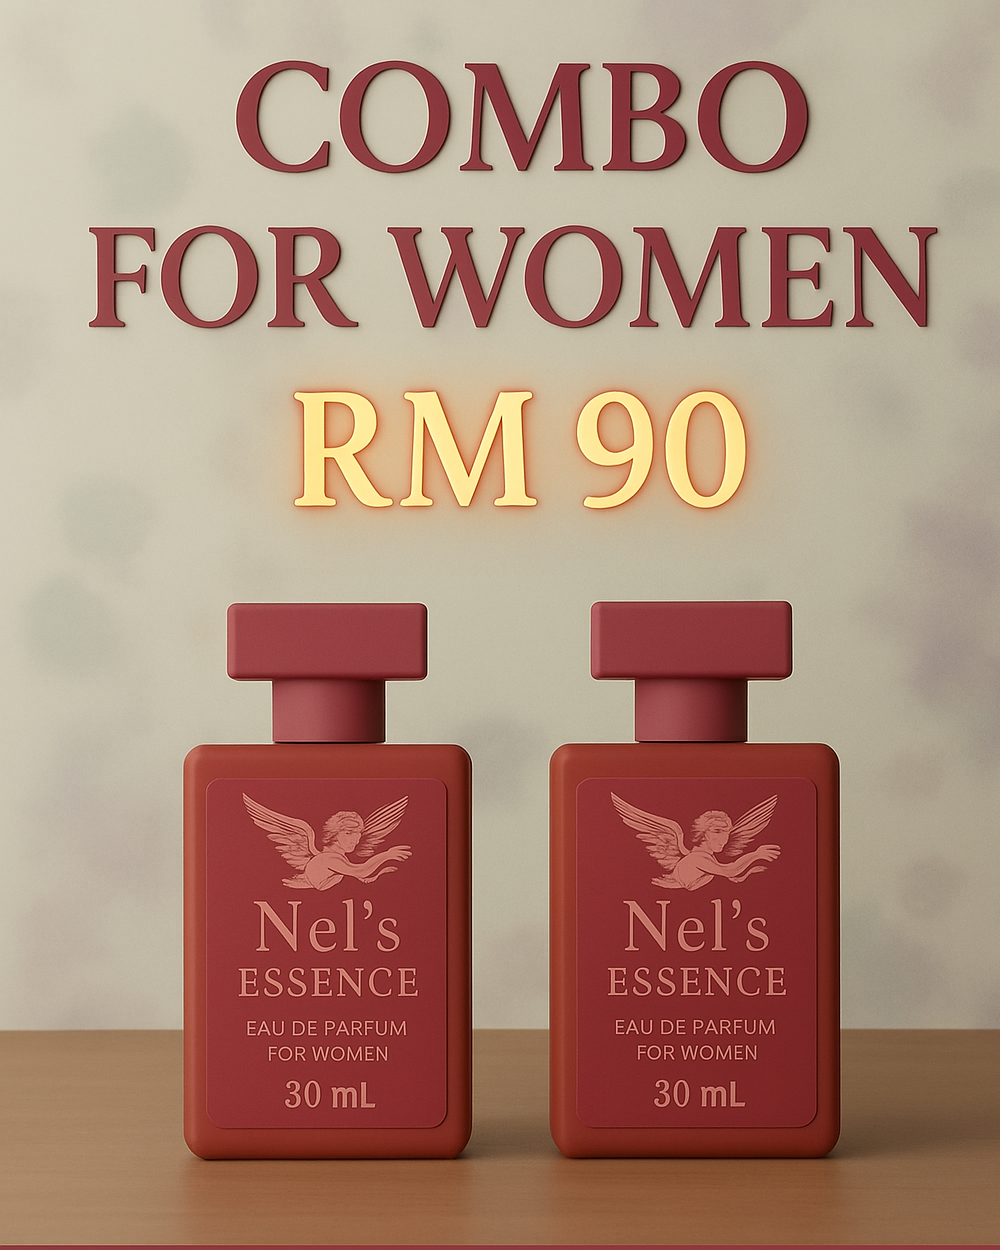 COMBO
FOR WOMEN
RM 90
Nel's
ESSENCE
EAU DE PARFUM
FOR WOMEN
30 mL
Nel's
ESSENCE
EAU DE PARFUM
FOR WOMEN
30 mL